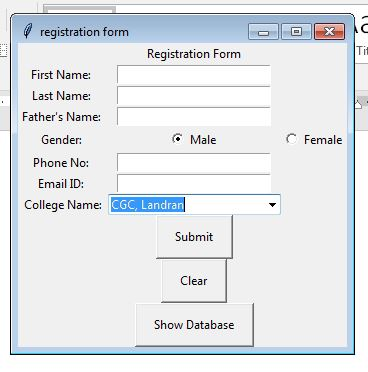 registration form
Registration Form
First Name:
Last Name:
Father's Name:
Gender: Male Female
Phone No:
Email ID:
College Name: CGC, Landran
Submit
Clear
Show Database